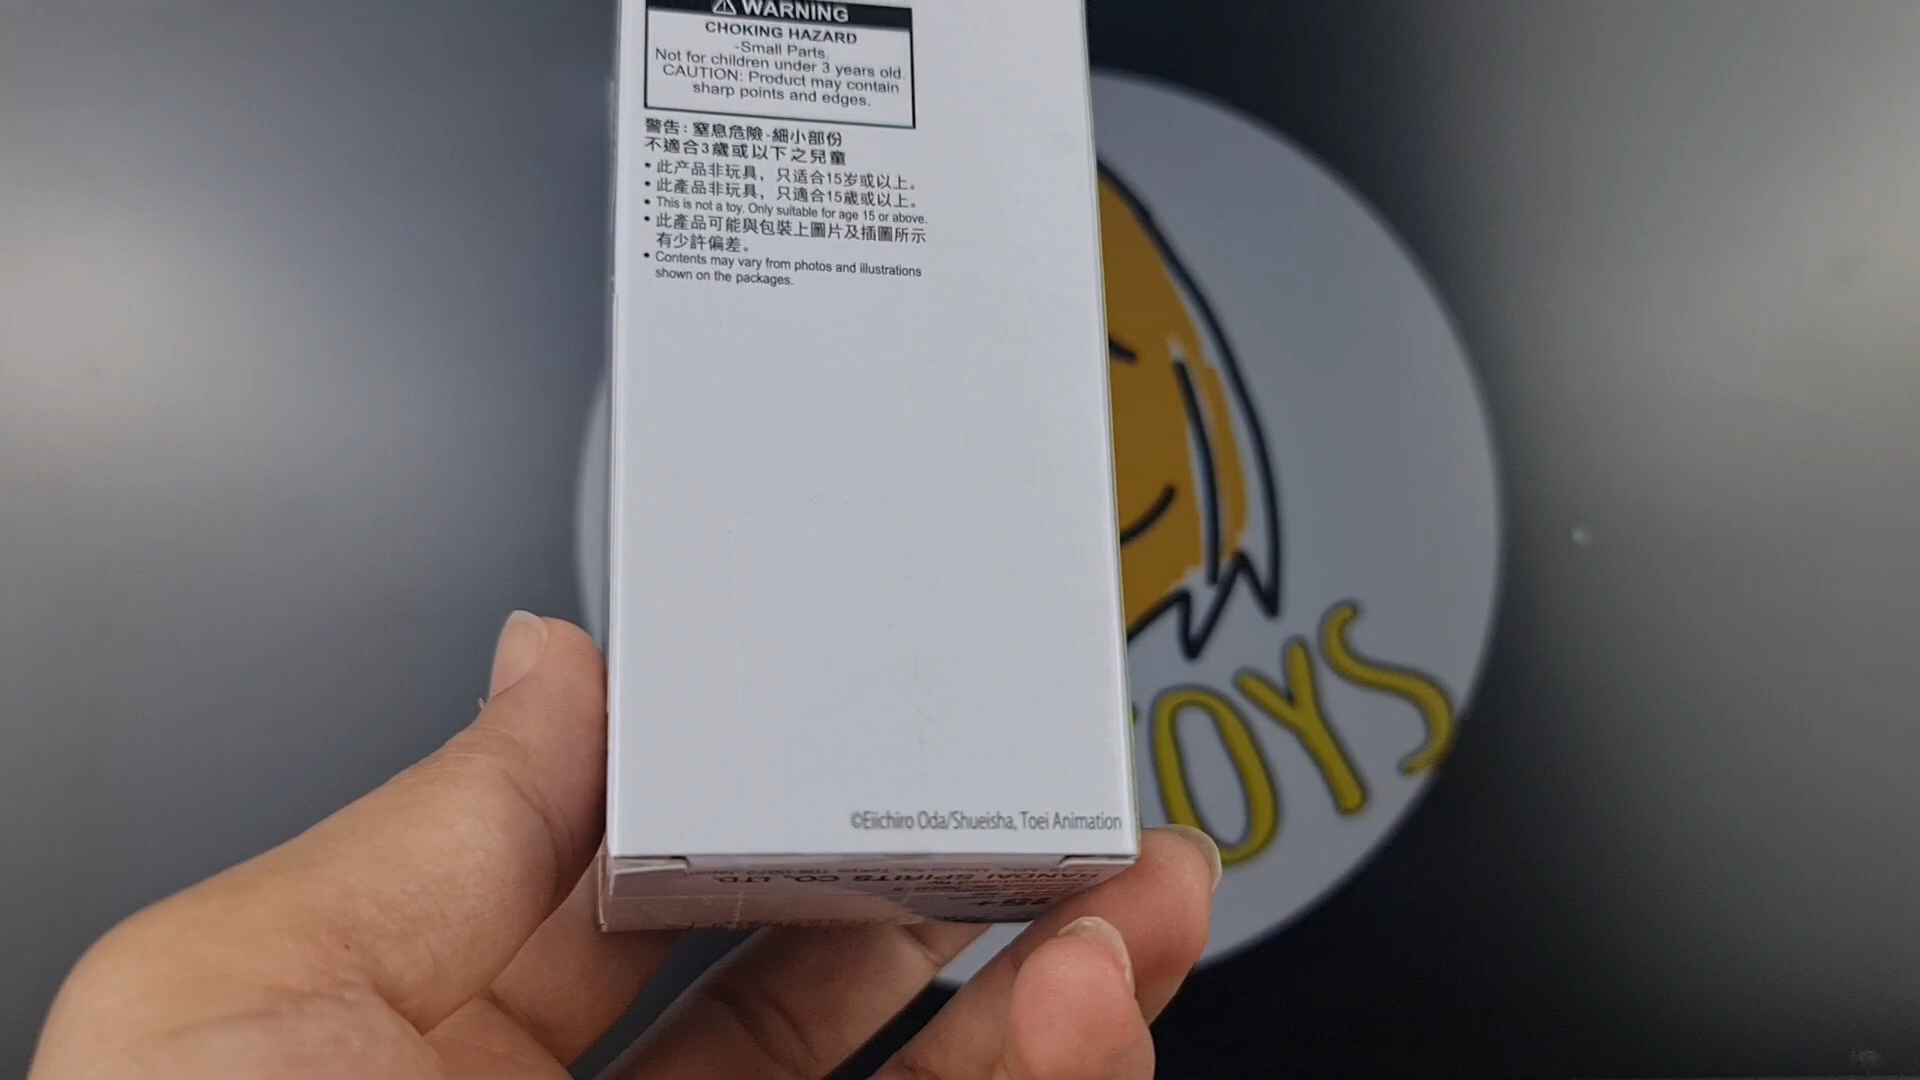 ⚠ WARNING
CHOKING HAZARD
-Small Parts.
Not for children under 3 years old.
CAUTION: Product may contain
sharp points and edges.
警告: 窒息危險-細小部份
不適合3歲或以下之兒童
• 此产品非玩具，只适合15岁或以上。
• 此產品非玩具，只適合15歲或以上。
• This is not a toy. Only suitable for age 15 or above.
• 此產品可能與包裝上圖片及插圖所示
有少許偏差。
• Contents may vary from photos and illustrations
shown on the packages.
©Eiichiro Oda/Shueisha, Toei Animation
BANDAI SPIRITS CO., LTD.
15+
OYS